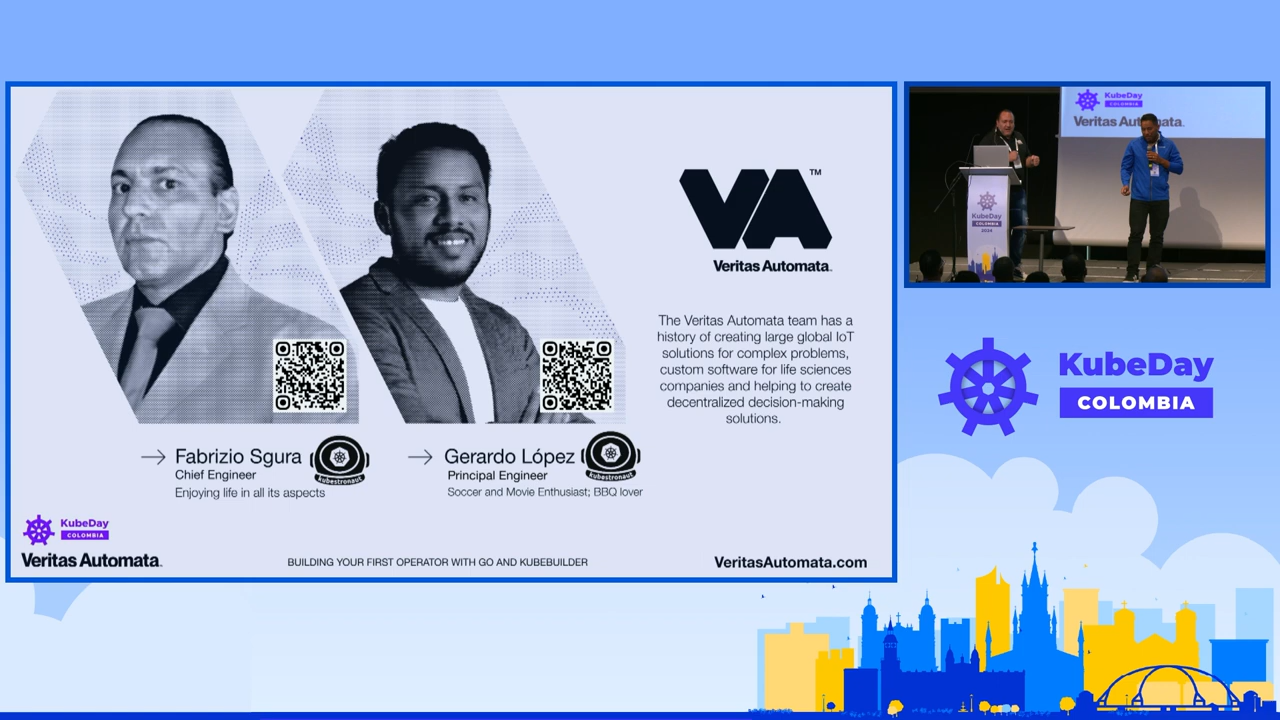 VA™
Veritas Automata.
The Veritas Automata team has a
history of creating large global IoT
solutions for complex problems,
custom software for life sciences
companies and helping to create
decentralized decision-making
solutions.
Fabrizio Sgura
Chief Engineer
Enjoying life in all its aspects
kubestronaut
Gerardo López
Principal Engineer
Soccer and Movie Enthusiast; BBQ lover
kubestronaut
KubeDay
COLOMBIA
Veritas Automata.
BUILDING YOUR FIRST OPERATOR WITH GO AND KUBEBUILDER
VeritasAutomata.com
KubeDay
COLOMBIA
Veritas Automata.
KubeDay
COLOMBIA
2024
KubeDay
COLOMBIA